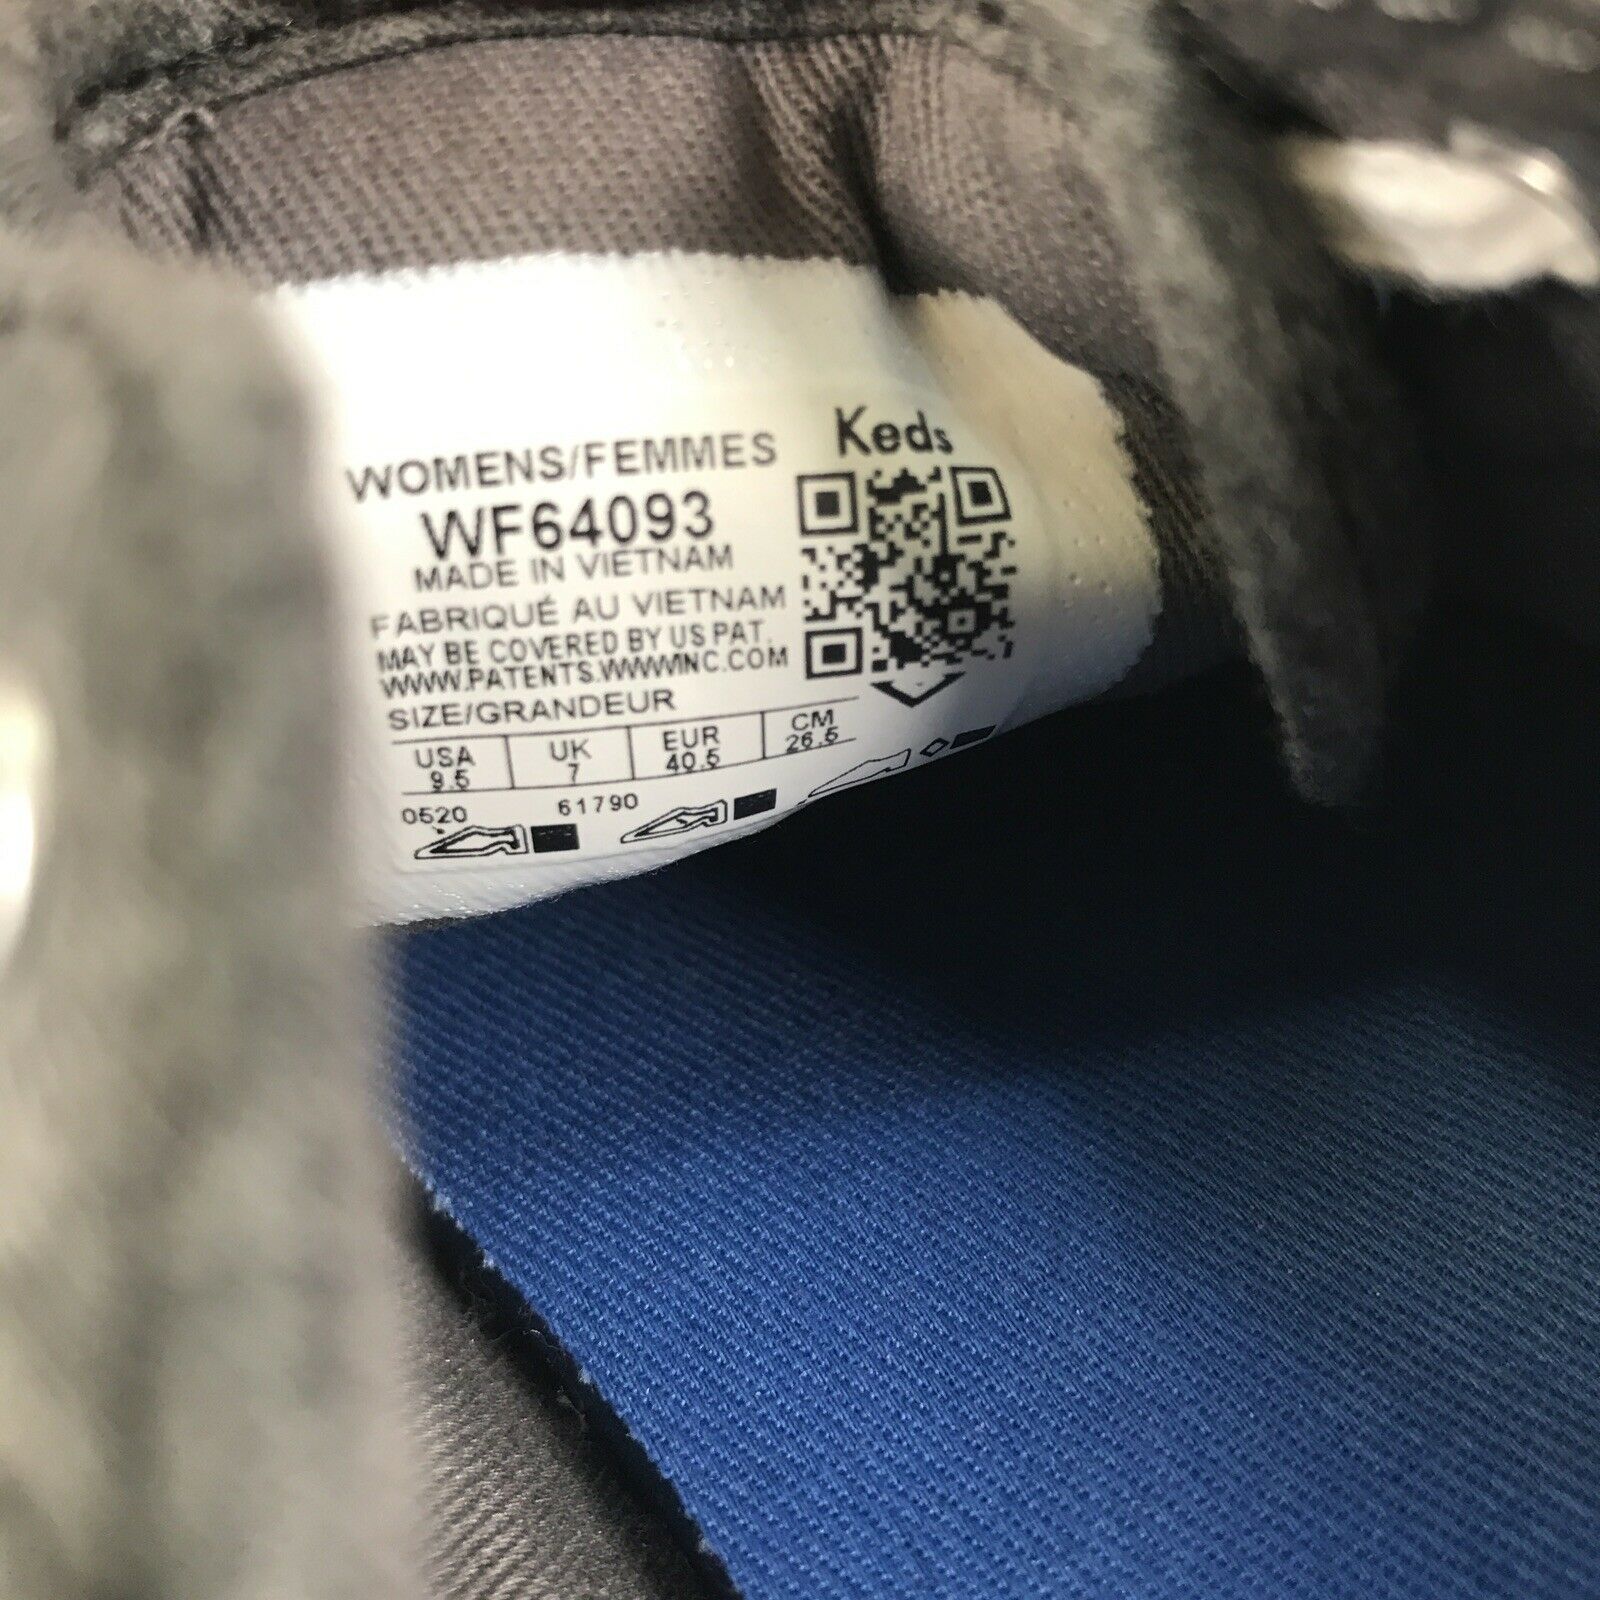 Keds
WOMENS/FEMMES
WF64093
MADE IN VIETNAM
FABRIQUÉ AU VIETNAM
MAY BE COVERED BY US PAT.
WWW.PATENTS.WWWINC.COM
SIZE/GRANDEUR
USA UK EUR CM
9.5 7 40.5 26.5
0520 61790